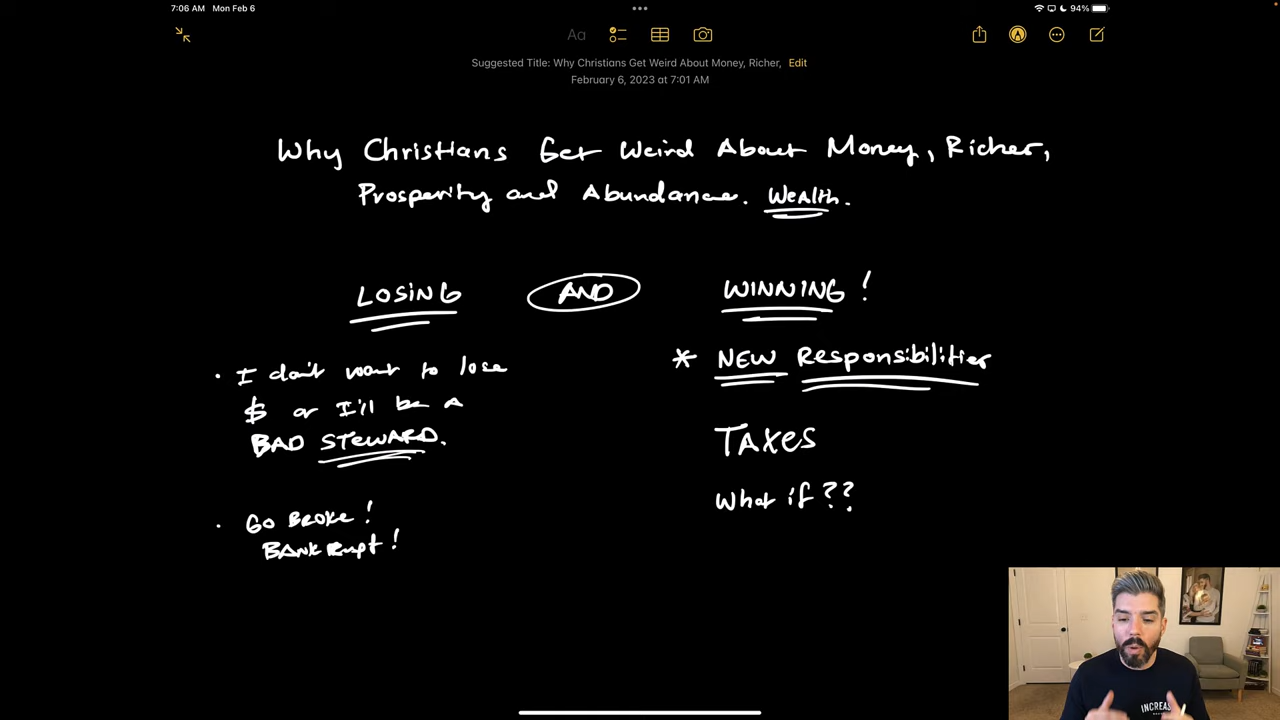 7:06 AM Mon Feb 6
94%
Aa
Suggested Title: Why Christians Get Weird About Money, Richer, Edit
February 6, 2023 at 7:01 AM
Why Christians Get Weird About Money, Richer,
Prosperity and Abundance. Wealth.
LOSING AND WINNING!
* NEW Responsibilities
• I don't want to lose
$ or I'll be a
BAD STEWARD.
TAXES
What if??
• Go BROKE!
BANKRupt!
INCREASE